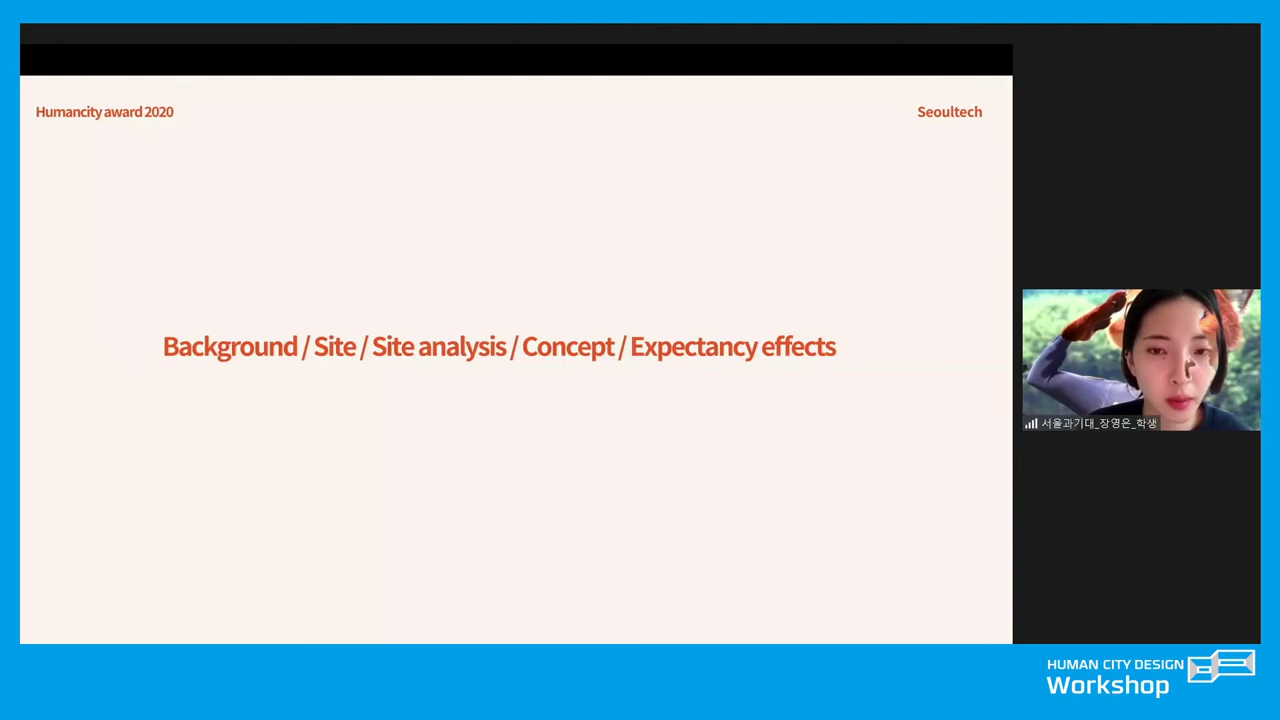 Humancity award 2020
Seoultech
Background / Site / Site analysis / Concept / Expectancy effects
서울과기대_장영은_학생
HUMAN CITY DESIGN
Workshop